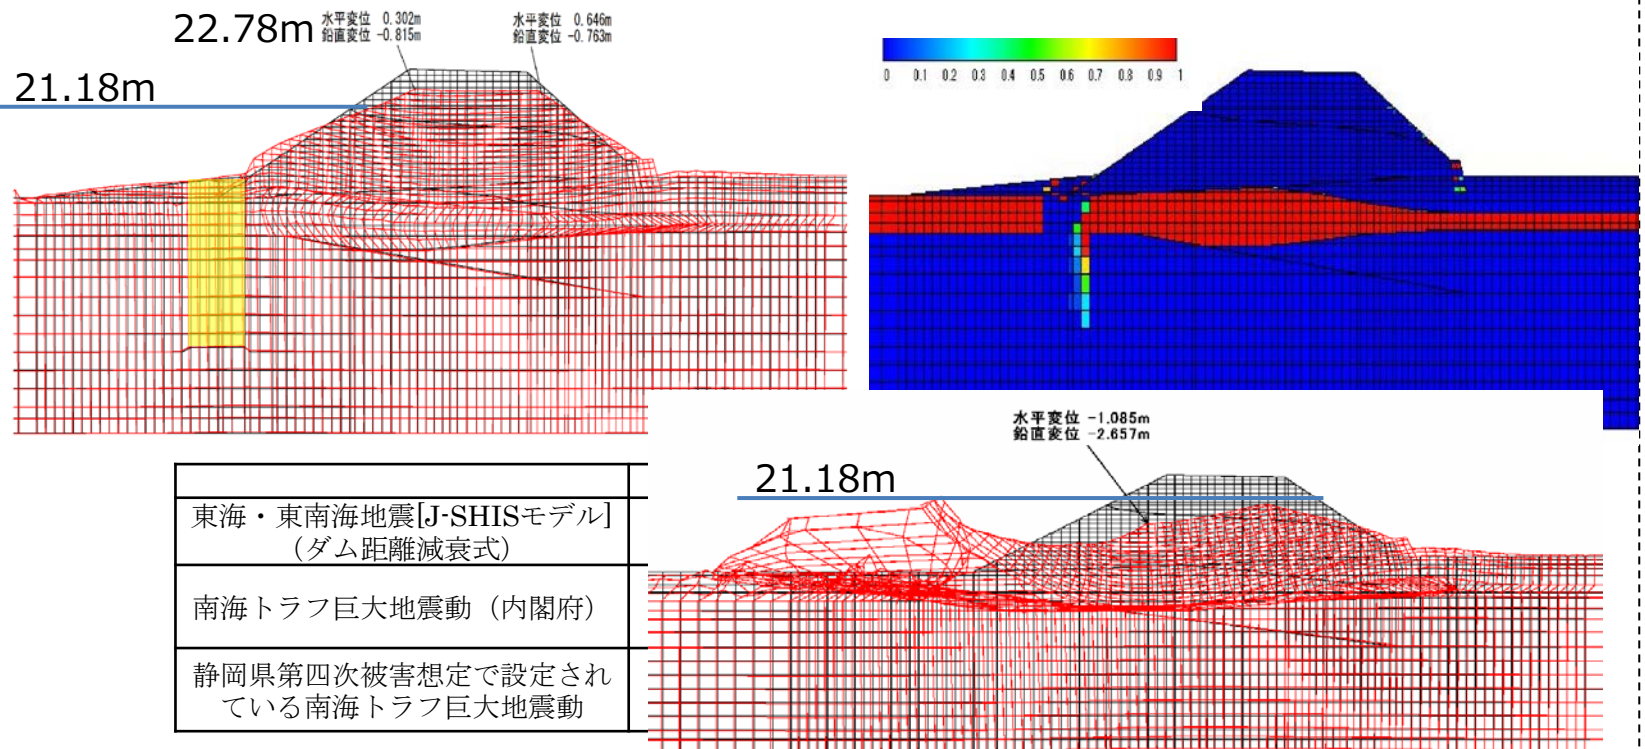 22.78m
水平変位 0.302m
鉛直変位 -0.815m
水平変位 0.646m
鉛直変位 -0.763m
21.18m
0 0.1 0.2 0.3 0.4 0.5 0.6 0.7 0.8 0.9 1
水平変位 -1.085m
鉛直変位 -2.657m
21.18m
東海・東南海地震[J-SHISモデル]
（ダム距離減衰式）
南海トラフ巨大地震動（内閣府）
静岡県第四次被害想定で設定され
ている南海トラフ巨大地震動